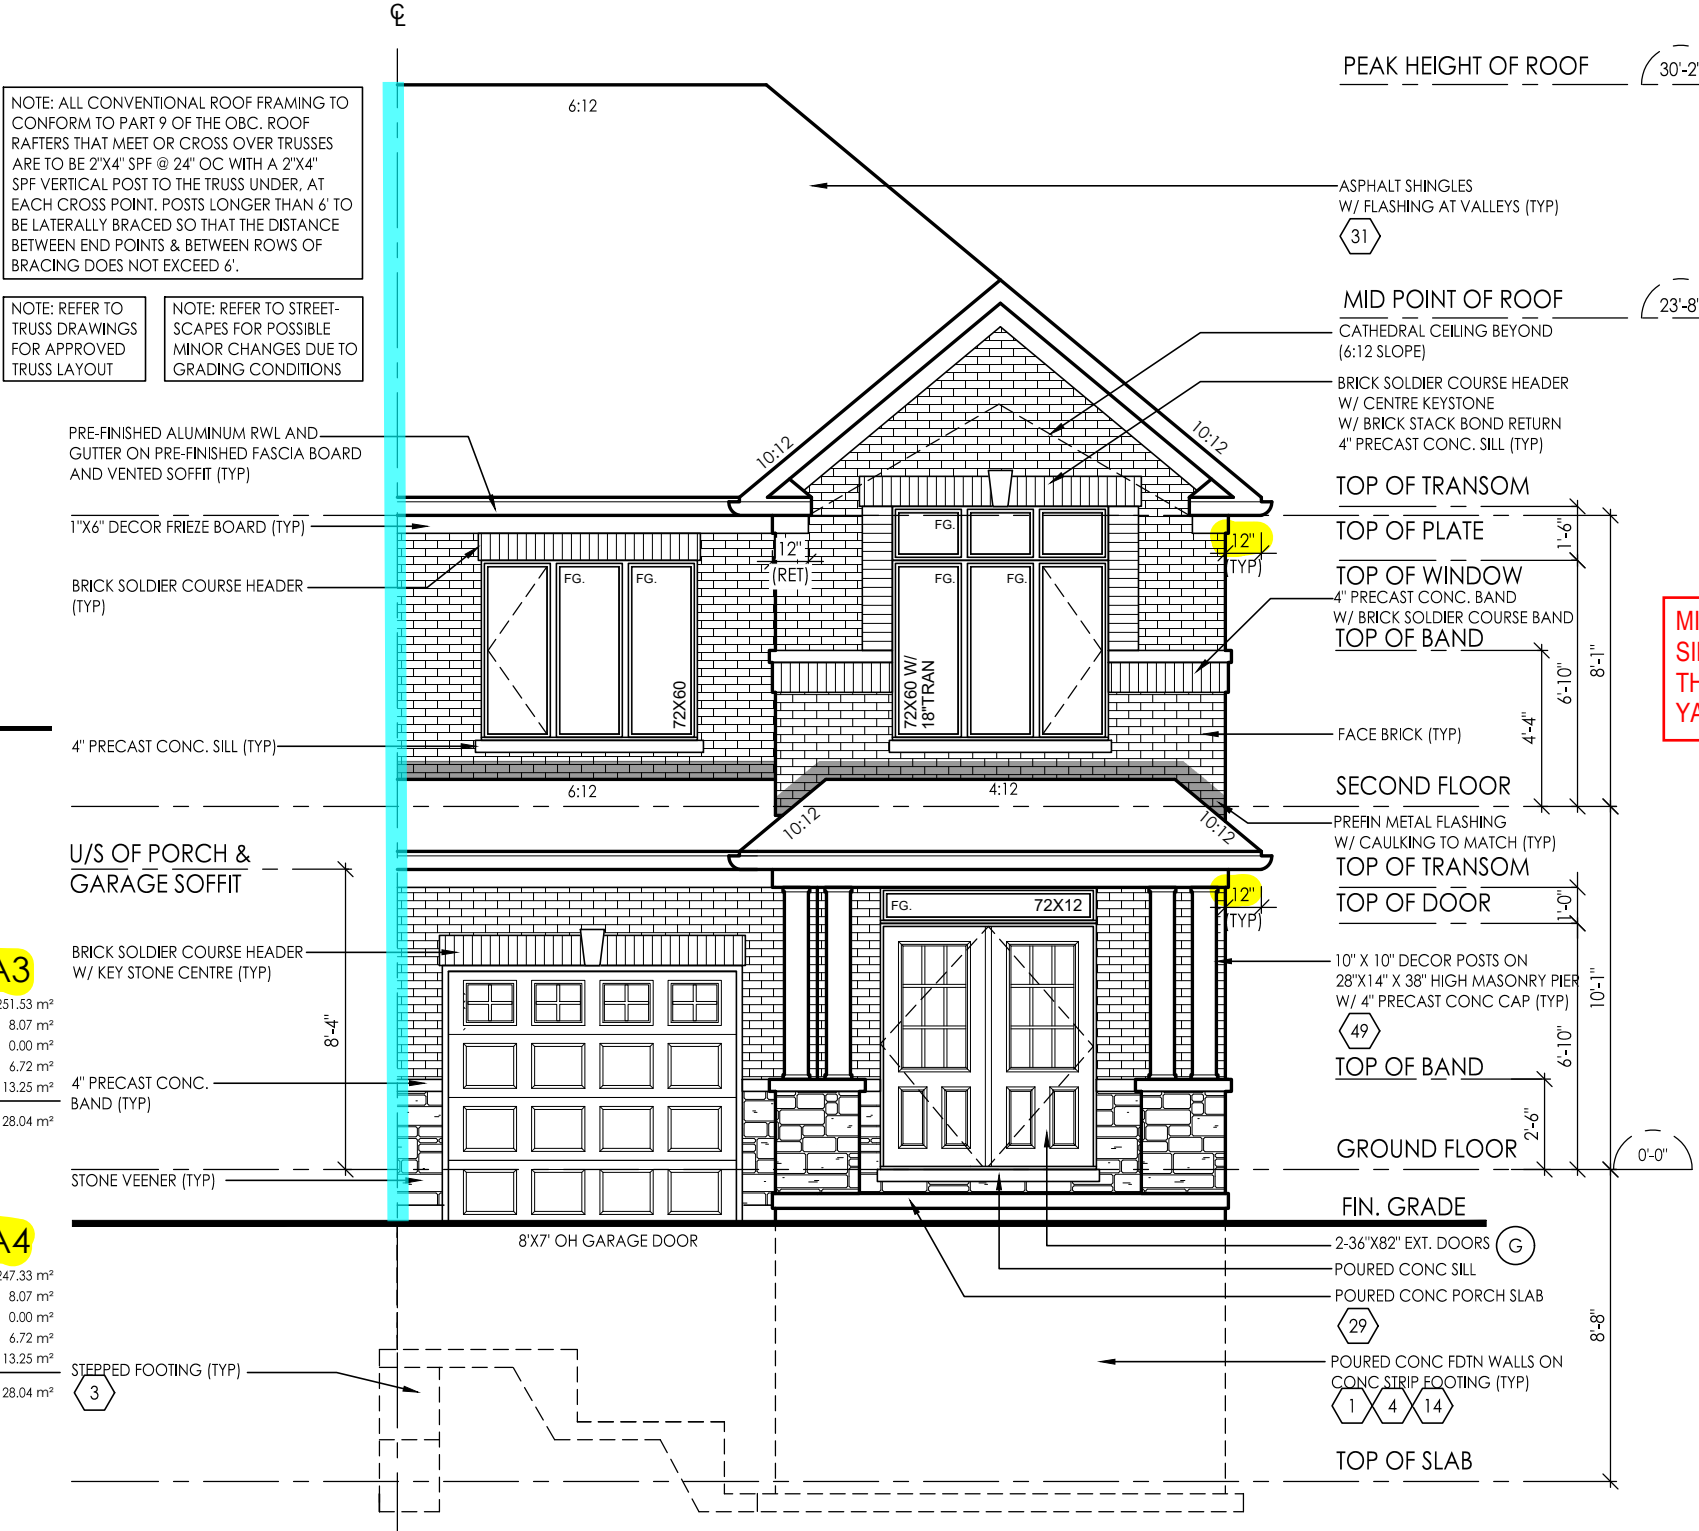 ℄
NOTE: ALL CONVENTIONAL ROOF FRAMING TO
CONFORM TO PART 9 OF THE OBC. ROOF
RAFTERS THAT MEET OR CROSS OVER TRUSSES
ARE TO BE 2"X4" SPF @ 24" OC WITH A 2"X4"
SPF VERTICAL POST TO THE TRUSS UNDER, AT
EACH CROSS POINT. POSTS LONGER THAN 6' TO
BE LATERALLY BRACED SO THAT THE DISTANCE
BETWEEN END POINTS & BETWEEN ROWS OF
BRACING DOES NOT EXCEED 6'.
NOTE: REFER TO
TRUSS DRAWINGS
FOR APPROVED
TRUSS LAYOUT
NOTE: REFER TO STREET-
SCAPES FOR POSSIBLE
MINOR CHANGES DUE TO
GRADING CONDITIONS
PRE-FINISHED ALUMINUM RWL AND
GUTTER ON PRE-FINISHED FASCIA BOARD
AND VENTED SOFFIT (TYP)
1"X6" DECOR FRIEZE BOARD (TYP)
BRICK SOLDIER COURSE HEADER
(TYP)
4" PRECAST CONC. SILL (TYP)
U/S OF PORCH &
GARAGE SOFFIT
8'-4"
BRICK SOLDIER COURSE HEADER
W/ KEY STONE CENTRE (TYP)
4" PRECAST CONC.
BAND (TYP)
STONE VEENER (TYP)
STEPPED FOOTING (TYP)
3
A3
251.53 m²
8.07 m²
0.00 m²
6.72 m²
13.25 m²
28.04 m²
A4
247.33 m²
8.07 m²
0.00 m²
6.72 m²
13.25 m²
28.04 m²
6:12
10:12
10:12
12"
(RET)
12"
(TYP)
FG.
FG.
FG.
FG.
FG.
72X60
72X60 W/
18"TRAN
6:12
4:12
10:12
10:12
12"
(TYP)
FG.
72X12
8'X7' OH GARAGE DOOR
PEAK HEIGHT OF ROOF
30'-2"
ASPHALT SHINGLES
W/ FLASHING AT VALLEYS (TYP)
31
MID POINT OF ROOF
23'-8"
CATHEDRAL CEILING BEYOND
(6:12 SLOPE)
BRICK SOLDIER COURSE HEADER
W/ CENTRE KEYSTONE
W/ BRICK STACK BOND RETURN
4" PRECAST CONC. SILL (TYP)
TOP OF TRANSOM
TOP OF PLATE
1'-6"
TOP OF WINDOW
4" PRECAST CONC. BAND
W/ BRICK SOLDIER COURSE BAND
TOP OF BAND
6'-10"
8'-1"
4'-4"
FACE BRICK (TYP)
SECOND FLOOR
PREFIN METAL FLASHING
W/ CAULKING TO MATCH (TYP)
TOP OF TRANSOM
TOP OF DOOR
1'-0"
10" X 10" DECOR POSTS ON
28"X14" X 38" HIGH MASONRY PIER
W/ 4" PRECAST CONC CAP (TYP)
49
10'-1"
6'-10"
TOP OF BAND
2'-6"
GROUND FLOOR
0'-0"
FIN. GRADE
2-36"X82" EXT. DOORS
G
POURED CONC SILL
POURED CONC PORCH SLAB
29
8'-8"
POURED CONC FDTN WALLS ON
CONC STRIP FOOTING (TYP)
1 4 14
TOP OF SLAB